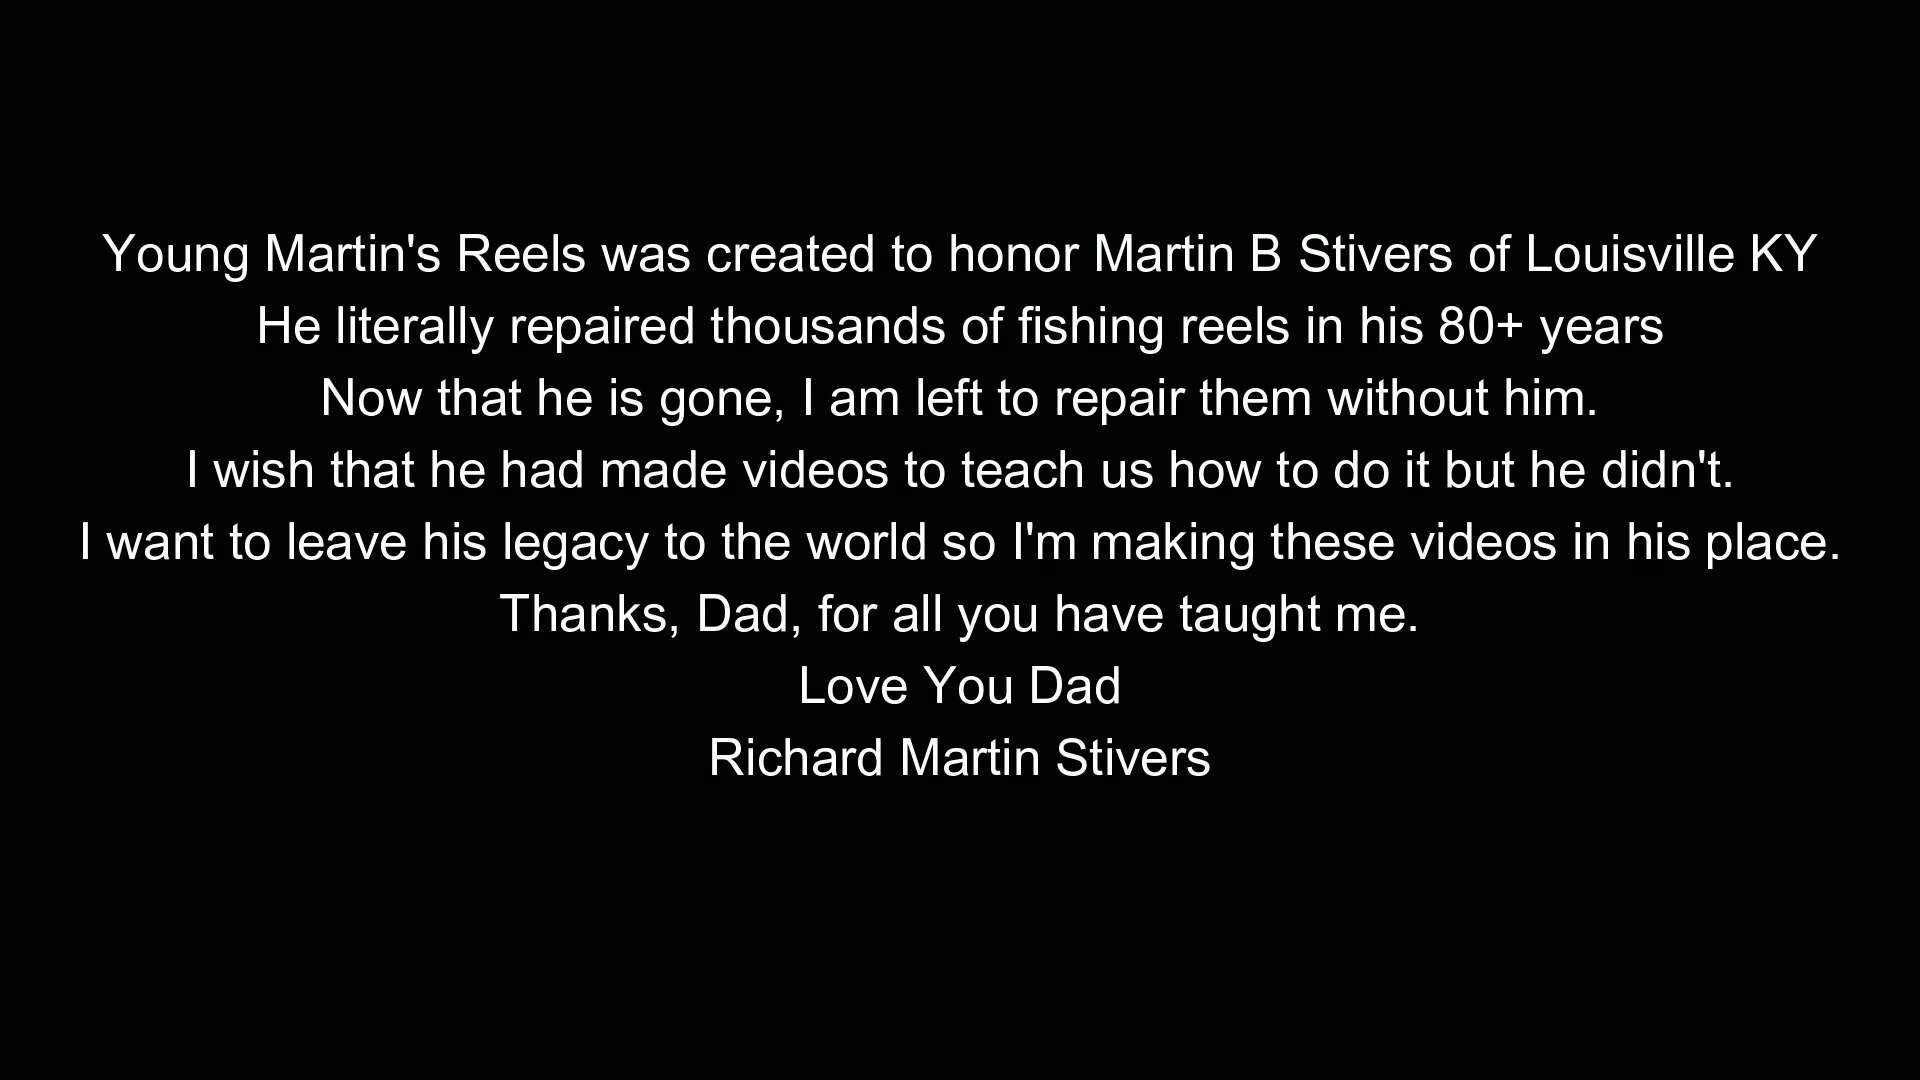 Young Martin's Reels was created to honor Martin B Stivers of Louisville KY
He literally repaired thousands of fishing reels in his 80+ years
Now that he is gone, I am left to repair them without him.
I wish that he had made videos to teach us how to do it but he didn't.
I want to leave his legacy to the world so I'm making these videos in his place.
Thanks, Dad, for all you have taught me.
Love You Dad
Richard Martin Stivers